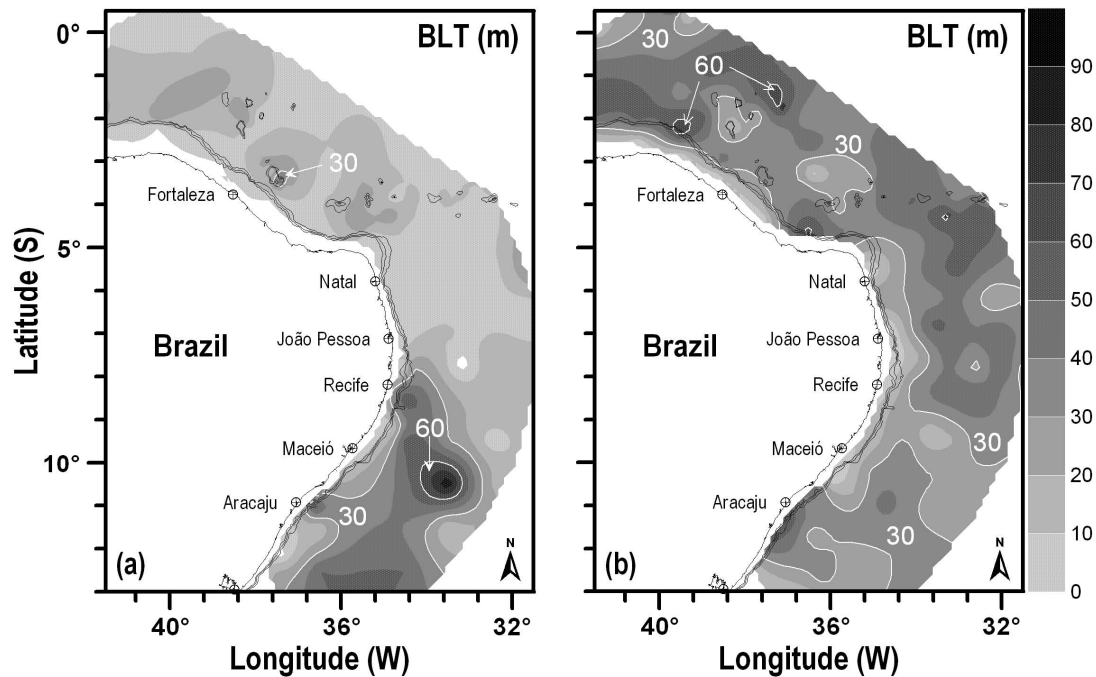 BLT (m)
0°
30
Fortaleza
5°
Natal
João Pessoa
Brazil
Recife
60
Maceió
10°
Aracaju
30
(a)
N
40°
36°
32°
Longitude (W)
Latitude (S)
BLT (m)
30
60
30
Fortaleza
Natal
João Pessoa
Brazil
Recife
Maceió
30
Aracaju
30
(b)
N
40°
36°
32°
Longitude (W)
90
80
70
60
50
40
30
20
10
0